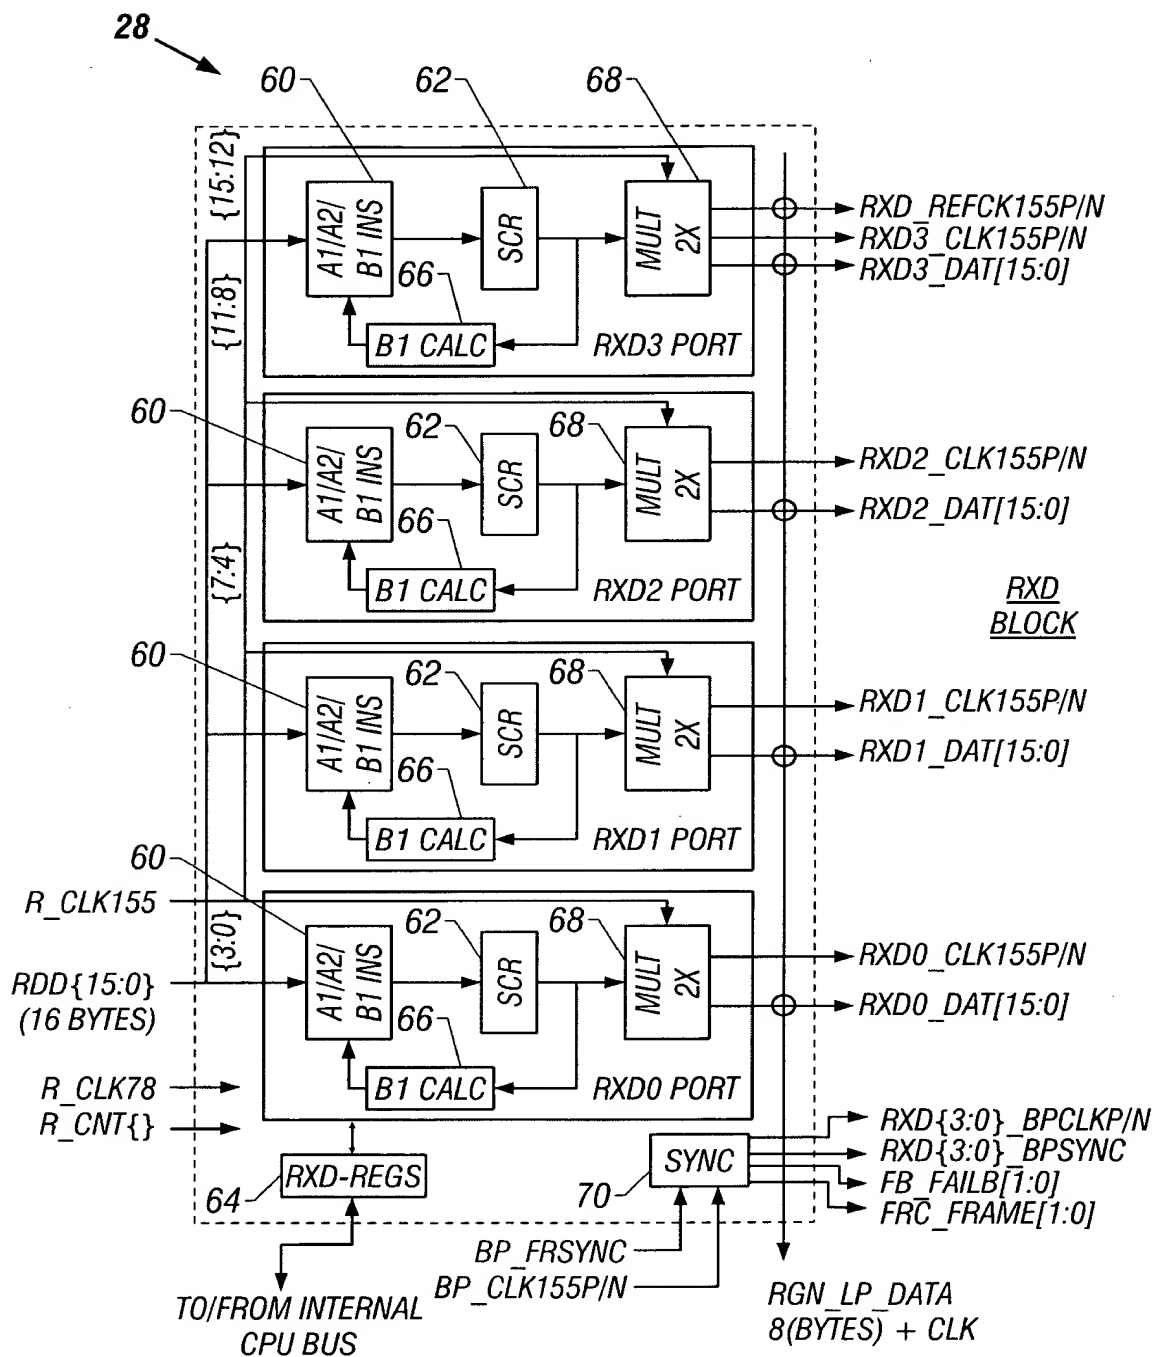 28
60
62
68
{15:12}
A1/A2/
B1 INS
SCR
MULT
2X
66
B1 CALC
RXD3 PORT
RXD_REFCK155P/N
RXD3_CLK155P/N
RXD3_DAT[15:0]
{11:8}
60
62
68
A1/A2/
B1 INS
SCR
MULT
2X
66
B1 CALC
RXD2 PORT
RXD2_CLK155P/N
RXD2_DAT[15:0]
{7:4}
RXD
BLOCK
60
62
68
A1/A2/
B1 INS
SCR
MULT
2X
66
B1 CALC
RXD1 PORT
RXD1_CLK155P/N
RXD1_DAT[15:0]
60
R_CLK155
{3:0}
62
68
A1/A2/
B1 INS
SCR
MULT
2X
66
B1 CALC
RXD0 PORT
RXD0_CLK155P/N
RXD0_DAT[15:0]
RDD{15:0}
(16 BYTES)
R_CLK78
R_CNT{}
RXD-REGS
64
SYNC
70
RXD{3:0}_BPCLKP/N
RXD{3:0}_BPSYNC
FB_FAILB[1:0]
FRC_FRAME[1:0]
BP_FRSYNC
BP_CLK155P/N
TO/FROM INTERNAL
CPU BUS
RGN_LP_DATA
8(BYTES) + CLK